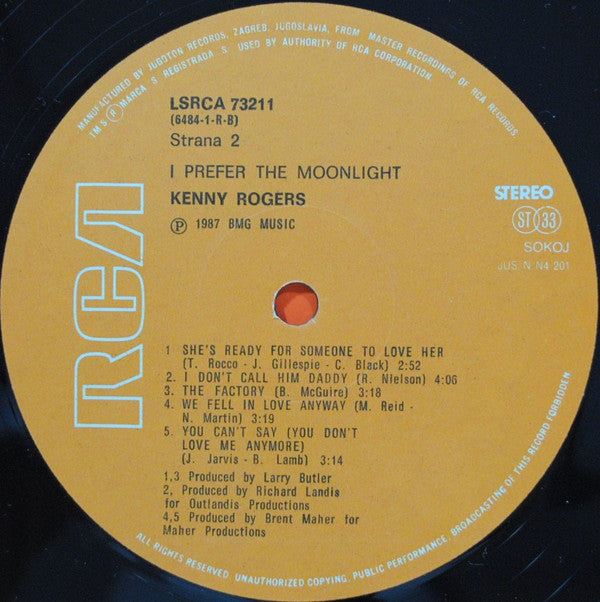 MANUFACTURED BY JUGOTON RECORDS, ZAGREB, JUGOSLAVIA, FROM MASTER RECORDINGS OF RCA RECORDS
TMS ® MARCA S REGISTRADA S USED BY AUTHORITY OF RCA CORPORATION.
LSRCA 73211
(6484-1-R-B)
Strana 2
I PREFER THE MOONLIGHT
KENNY ROGERS
℗ 1987 BMG MUSIC
RCA
STEREO
ST 33
SOKOJ
JUS N N4 201
1 SHE'S READY FOR SOMEONE TO LOVE HER
(T. Rocco - J. Gillespie - C. Black) 2:52
2. I DON'T CALL HIM DADDY (R. Nielson) 4:06
3. THE FACTORY (B. McGuire) 3:18
4. WE FELL IN LOVE ANYWAY (M. Reid -
N. Martin) 3:19
5. YOU CAN'T SAY (YOU DON'T
LOVE ME ANYMORE)
(J. Jarvis - B. Lamb) 3:14
1,3 Produced by Larry Butler
2, Produced by Richard Landis
for Outlandis Productions
4,5 Produced by Brent Maher for
Maher Productions
ALL RIGHTS RESERVED. UNAUTHORIZED COPYING, PUBLIC PERFORMANCE, BROADCASTING OF THIS RECORD FORBIDDEN